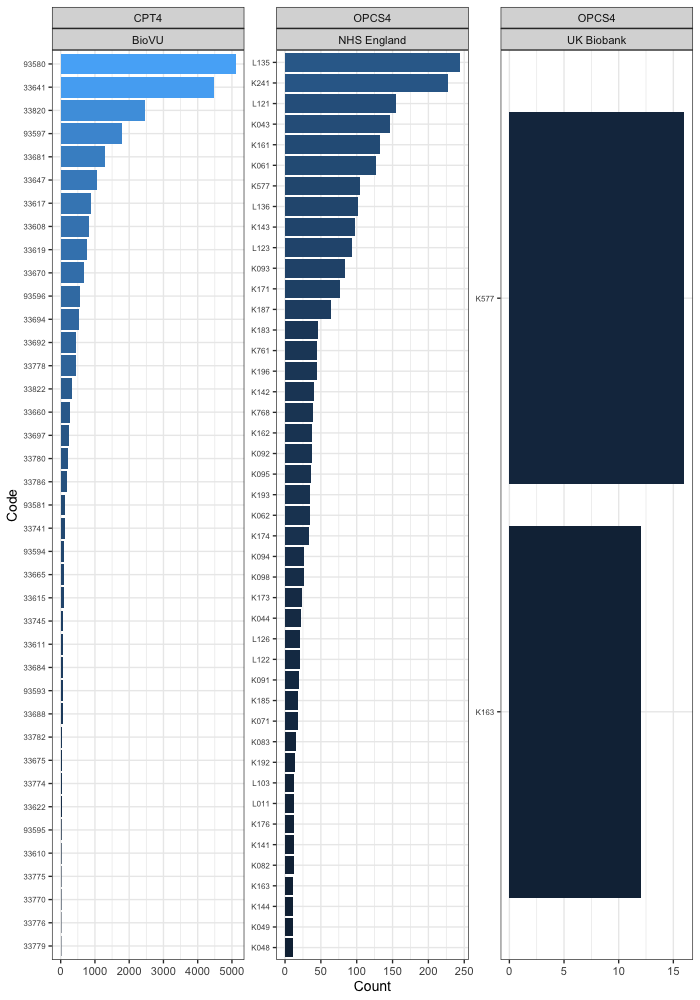 CPT4
BioVU
93580
33641
33820
93597
33681
33647
33617
33608
33619
33670
93596
33694
33692
33778
33822
33660
33697
33780
33786
93581
33741
93594
33665
33615
33745
33611
33684
93593
33688
33782
33675
33774
33622
93595
33610
33775
33770
33776
33779
0 1000 2000 3000 4000 5000
OPCS4
NHS England
L135
K241
L121
K043
K161
K061
K577
L136
K143
L123
K093
K171
K187
K183
K761
K196
K142
K768
K162
K092
K095
K193
K062
K174
K094
K098
K173
K044
L126
L122
K091
K185
K071
K083
K192
L103
L011
K176
K141
K082
K163
K144
K049
K048
0 50 100 150 200 250
OPCS4
UK Biobank
K577
K163
0 5 10 15
Code
Count